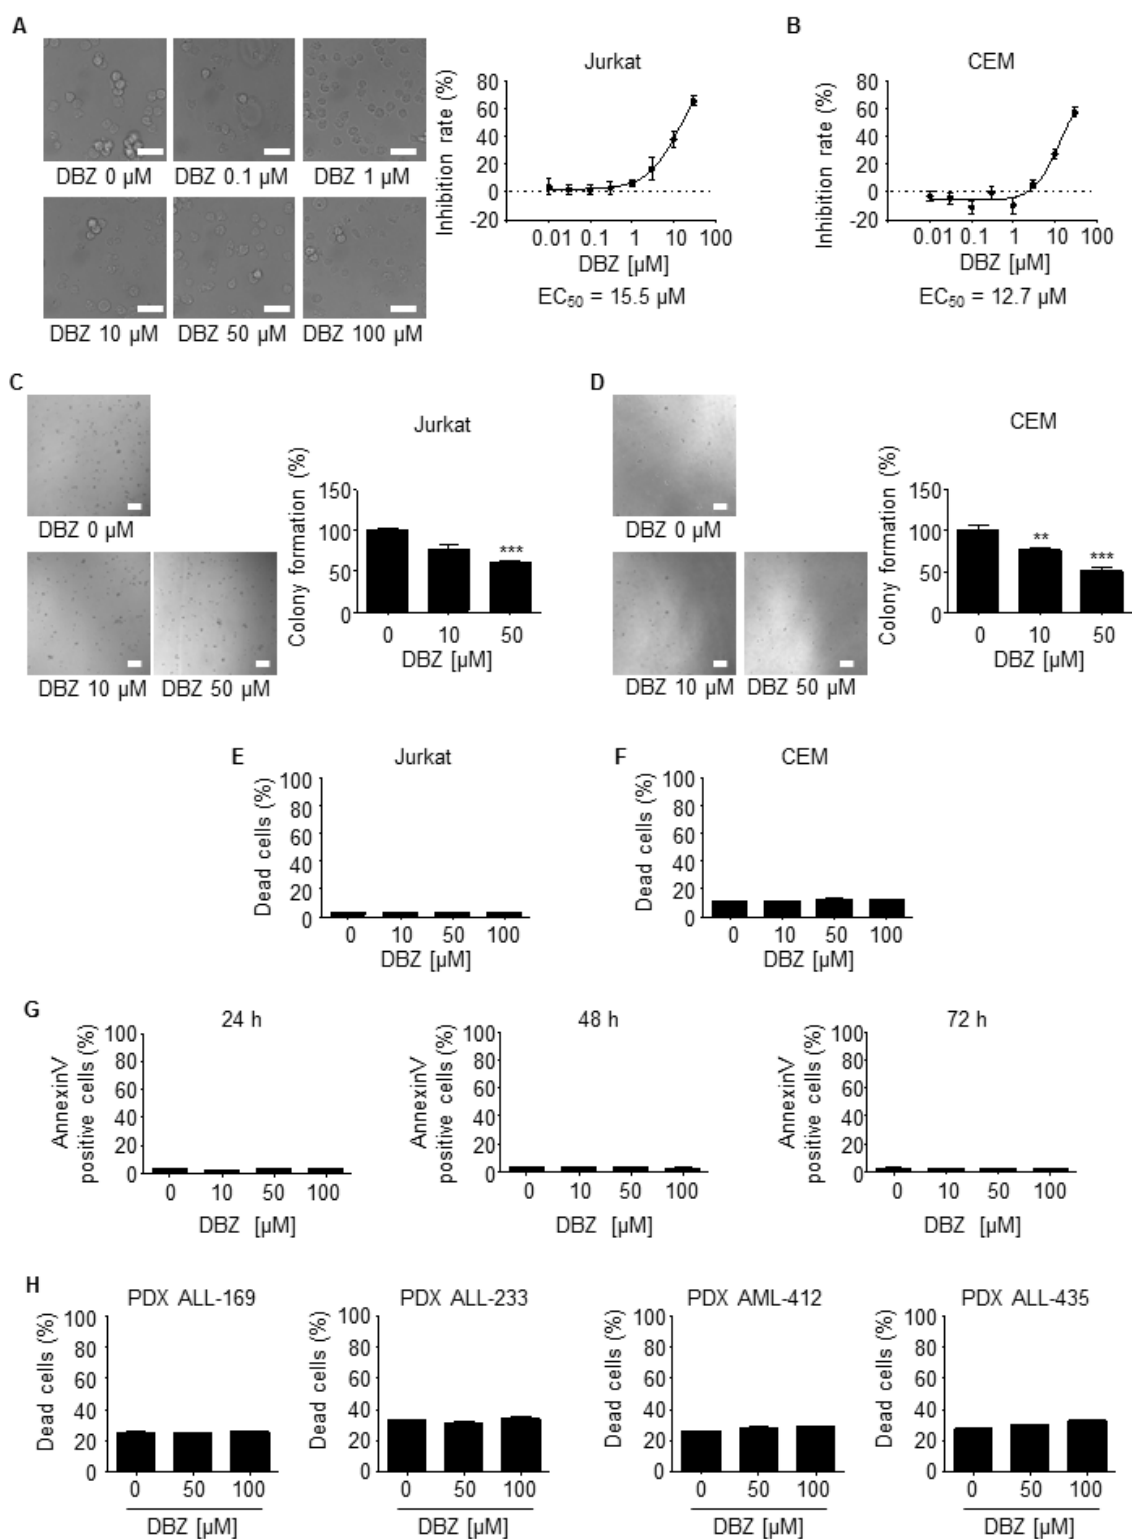 A
B
DBZ 0 µM
DBZ 0.1 µM
DBZ 1 µM
DBZ 10 µM
DBZ 50 µM
DBZ 100 µM
Jurkat
Inhibition rate (%)
80
60
40
20
0
-20
0.01 0.1 1 10 100
DBZ [µM]
EC50 = 15.5 µM
CEM
Inhibition rate (%)
80
60
40
20
0
-20
0.01 0.1 1 10 100
DBZ [µM]
EC50 = 12.7 µM
C
DBZ 0 µM
DBZ 10 µM
DBZ 50 µM
Jurkat
Colony formation (%)
150
100
50
0
***
0 10 50
DBZ [µM]
D
DBZ 0 µM
DBZ 10 µM
DBZ 50 µM
CEM
Colony formation (%)
150
100
50
0
**
***
0 10 50
DBZ [µM]
E
Jurkat
Dead cells (%)
100
80
60
40
20
0
0 10 50 100
DBZ [µM]
F
CEM
Dead cells (%)
100
80
60
40
20
0
0 10 50 100
DBZ [µM]
G
24 h
AnnexinV
positive cells (%)
100
80
60
40
20
0
0 10 50 100
DBZ [µM]
48 h
AnnexinV
positive cells (%)
100
80
60
40
20
0
0 10 50 100
DBZ [µM]
72 h
AnnexinV
positive cells (%)
100
80
60
40
20
0
0 10 50 100
DBZ [µM]
H
PDX ALL-169
Dead cells (%)
100
80
60
40
20
0
0 50 100
DBZ [µM]
PDX ALL-233
Dead cells (%)
100
80
60
40
20
0
0 50 100
DBZ [µM]
PDX AML-412
Dead cells (%)
100
80
60
40
20
0
0 50 100
DBZ [µM]
PDX ALL-435
Dead cells (%)
100
80
60
40
20
0
0 50 100
DBZ [µM]